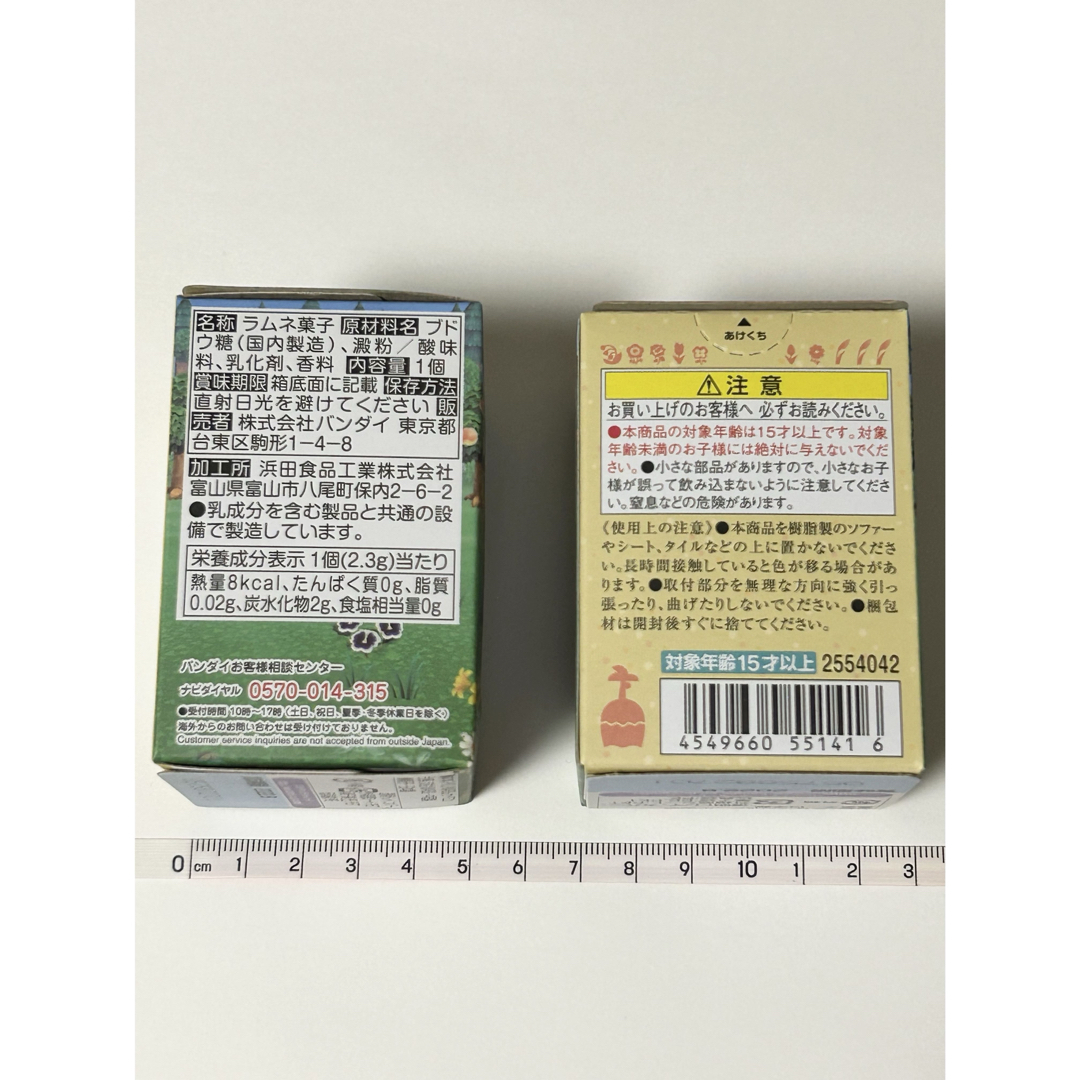 名称 ラムネ菓子 原材料名 ブド
ウ糖(国内製造)、澱粉／酸味
料、乳化剤、香料 内容量 1個
賞味期限 箱底面に記載 保存方法
直射日光を避けてください 販
売者 株式会社バンダイ 東京都
台東区駒形1-4-8
加工所 浜田食品工業株式会社
富山県富山市八尾町保内2-6-2
●乳成分を含む製品と共通の設
備で製造しています。
栄養成分表示 1個(2.3g)当たり
熱量8kcal、たんぱく質0g、脂質
0.02g、炭水化物2g、食塩相当量0g
バンダイお客様相談センター
ナビダイヤル 0570-014-315
●受付時間 10時〜17時(土日、祝日、夏季・冬季休業日を除く)
海外からのお問い合わせは受け付けておりません。
Customer service inquiries are not accepted from outside Japan.
あけくち
注意
お買い上げのお客様へ 必ずお読みください。
●本商品の対象年齢は15才以上です。対象
年齢未満のお子様には絶対に与えないでくだ
さい。●小さな部品がありますので、小さなお子
様が誤って飲み込まないように注意してくだ
さい。窒息などの危険があります。
《使用上の注意》●本商品を樹脂製のソファー
やシート、タイルなどの上に置かないでくださ
い。長時間接触していると色が移る場合があ
ります。●取付部分を無理な方向に強く引っ
張ったり、曲げたりしないでください。●梱包
材は開封後すぐに捨ててください。
対象年齢15才以上 2554042
4549660 55141 6
0 cm 1 2 3 4 5 6 7 8 9 10 1 2 3